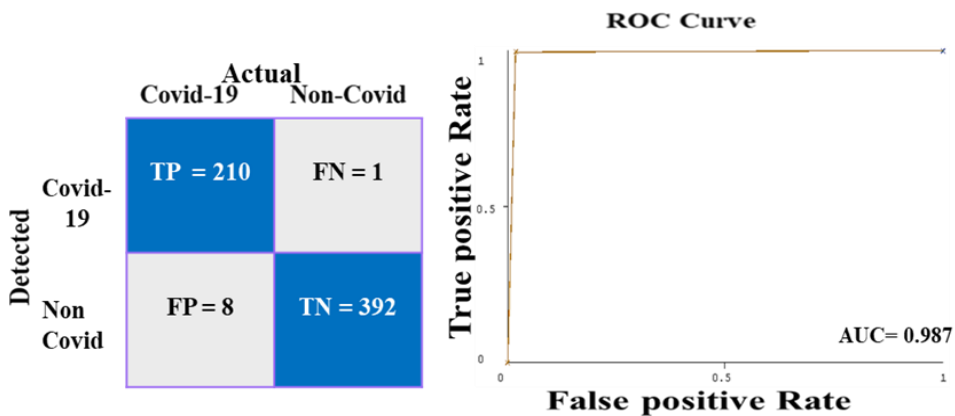 Actual
Covid-19 Non-Covid
Detected
Covid-
19
TP = 210 FN = 1
Non
Covid
FP = 8 TN = 392
ROC Curve
True positive Rate
1
0.5
0
0 0.5 1
AUC= 0.987
False positive Rate